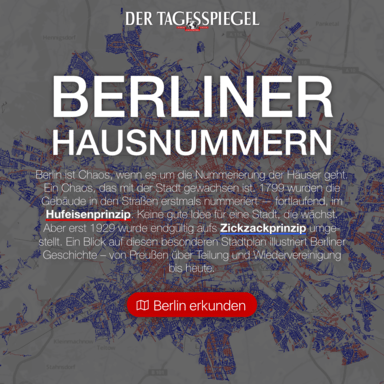 DER TAGESSPIEGEL
BERLINER
HAUSNUMMERN
Berlin ist Chaos, wenn es um die Nummerierung der Häuser geht.
Ein Chaos, das mit der Stadt gewachsen ist. 1799 wurden die
Gebäude in den Straßen erstmals nummeriert — fortlaufend, im
Hufeisenprinzip. Keine gute Idee für eine Stadt, die wächst.
Aber erst 1929 wurde endgültig aufs Zickzackprinzip umge-
stellt. Ein Blick auf diesen besonderen Stadtplan illustriert Berliner
Geschichte – von Preußen über Teilung und Wiedervereinigung
bis heute.
Berlin erkunden